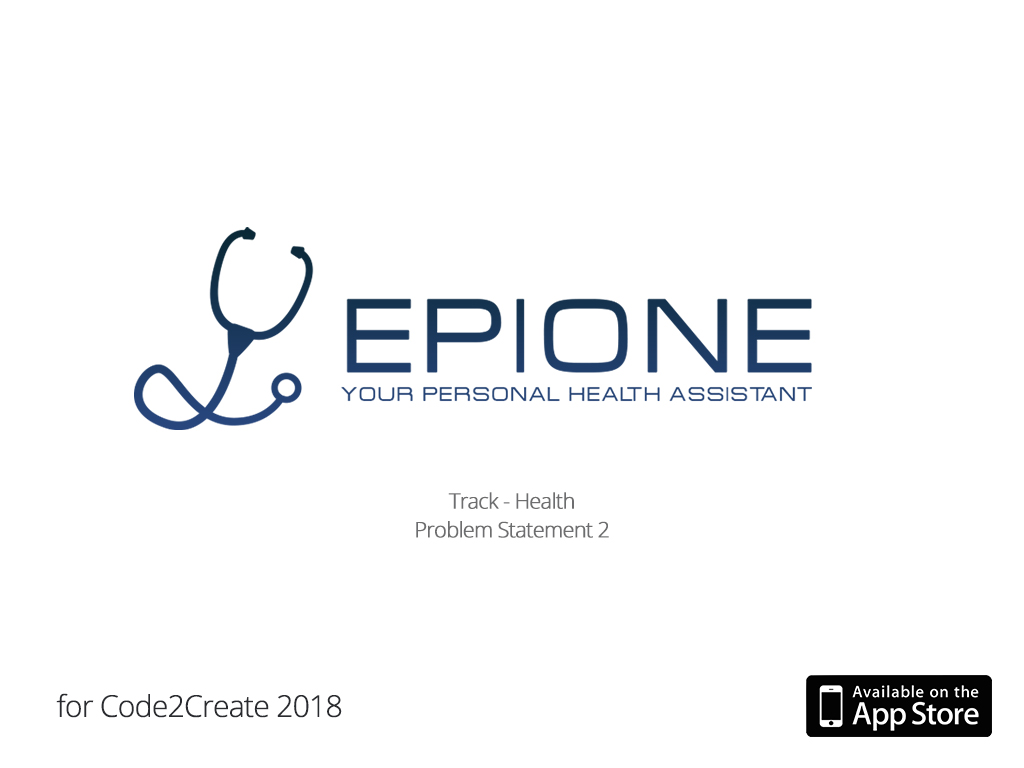 EPIONE
YOUR PERSONAL HEALTH ASSISTANT
Track - Health
Problem Statement 2
for Code2Create 2018
Available on the
App Store